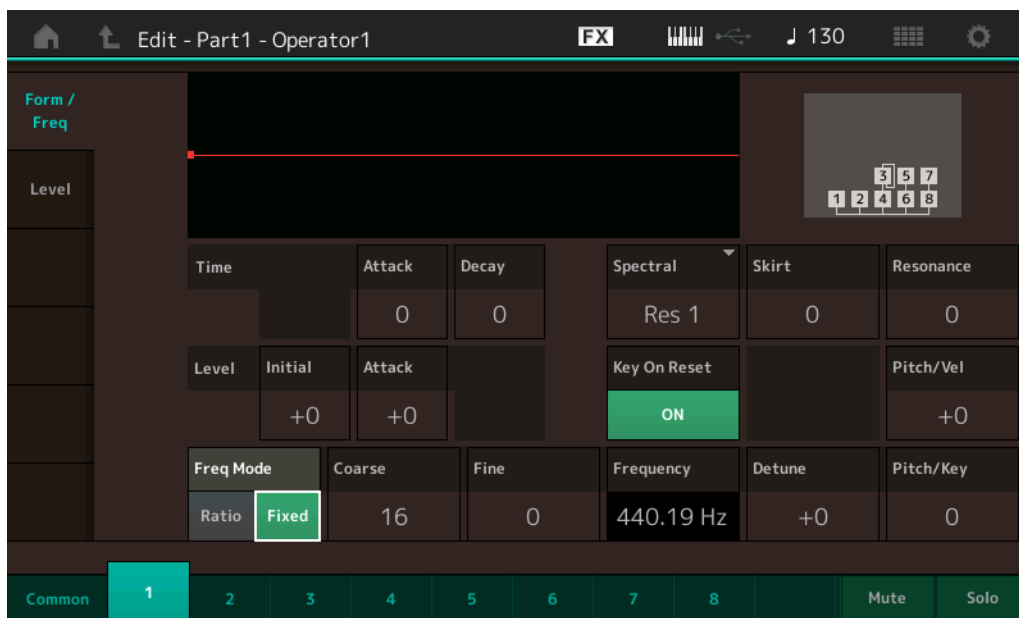 Edit - Part1 - Operator1 FX 130
Form /
Freq
Level
3 5 7
1 2 4 6 8
Time Attack Decay Spectral Skirt Resonance
0 0 Res 1 0 0
Level Initial Attack Key On Reset Pitch/Vel
+0 +0 ON +0
Freq Mode Coarse Fine Frequency Detune Pitch/Key
Ratio Fixed 16 0 440.19 Hz +0 0
Common 1 2 3 4 5 6 7 8 Mute Solo